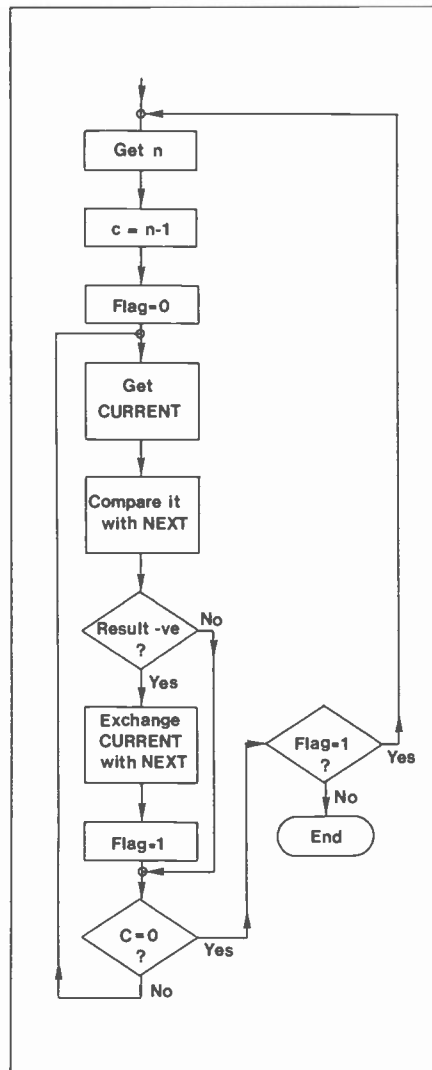 Get n
c = n-1
Flag=0
Get
CURRENT
Compare it
with NEXT
Result -ve
?
No
Yes
Exchange
CURRENT
with NEXT
Flag=1
C=0
?
Yes
No
Flag=1
?
Yes
No
End